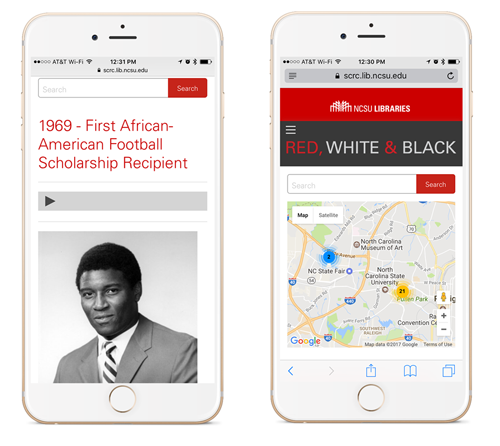 AT&T Wi-Fi
12:31 PM
scrc.lib.ncsu.edu
Search
Search
1969 - First African-
American Football
Scholarship Recipient
AT&T Wi-Fi
12:30 PM
scrc.lib.ncsu.edu
NCSU LIBRARIES
RED, WHITE & BLACK
Search
Search
Map
Satellite
70
North Carolina
Museum of Art
2
NC State Fair
54
North Carolina
State University
21
Pullen Park
Convention Cen
SOUTHWEST
RALEIGH
Google
Map data ©2017 Google
Terms of Use